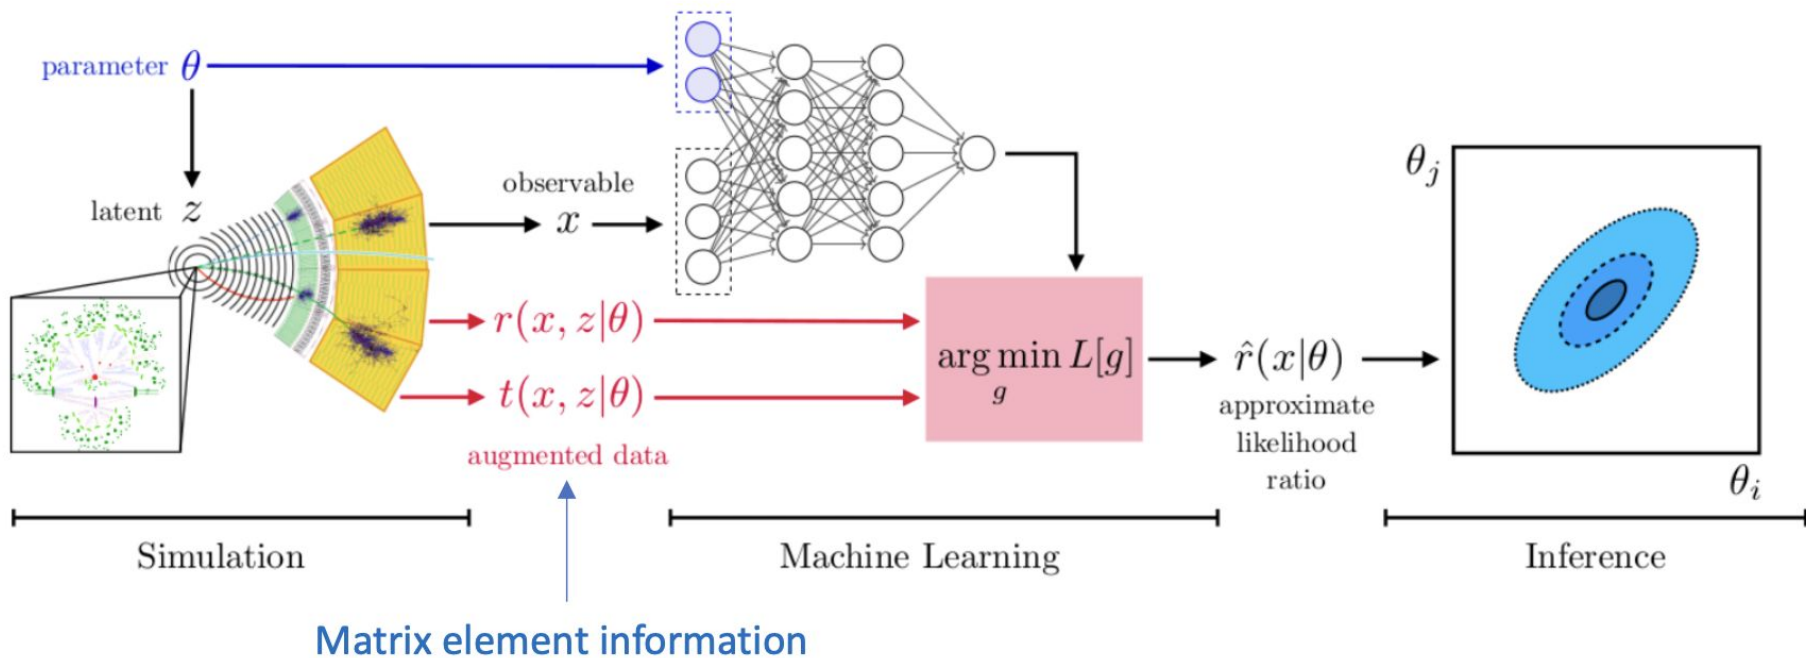 parameter θ
latent z
observable
x
r(x, z|θ)
t(x, z|θ)
augmented data
arg min L[g]
g
r̂(x|θ)
approximate
likelihood
ratio
θj
θi
Simulation
Machine Learning
Inference
Matrix element information